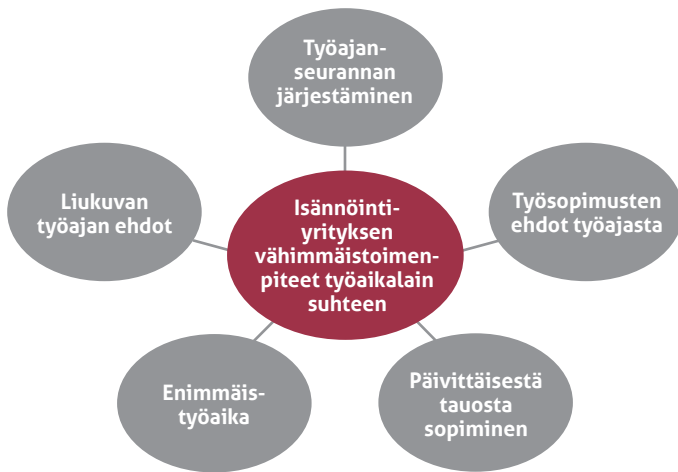 Työajan-
seurannan
järjestäminen
Liukuvan
työajan ehdot
Isännöinti-
yrityksen
vähimmäistoimen-
piteet työaikalain
suhteen
Työsopimusten
ehdot työajasta
Enimmäis-
työaika
Päivittäisestä
tauosta
sopiminen